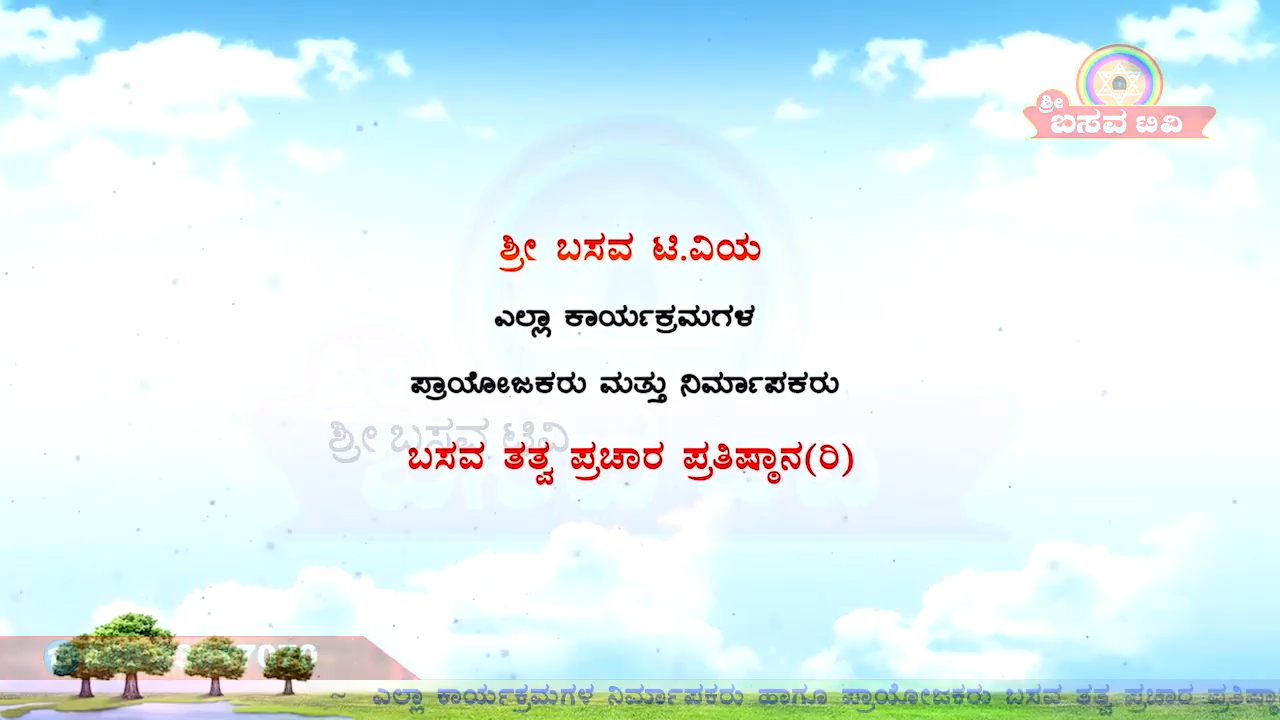 ಶ್ರೀ
ಬಸವ ಟಿವಿ
ಶ್ರೀ ಬಸವ ಟಿ.ವಿಯ
ಎಲ್ಲಾ ಕಾರ್ಯಕ್ರಮಗಳ
ಪ್ರಾಯೋಜಕರು ಮತ್ತು ನಿರ್ಮಾಪಕರು
ಶ್ರೀ ಬಸವ ಟಿವಿ
ಬಸವ ತತ್ವ ಪ್ರಚಾರ ಪ್ರತಿಷ್ಠಾನ(ರಿ)
~ ಎಲ್ಲಾ ಕಾರ್ಯಕ್ರಮಗಳ ನಿರ್ಮಾಪಕರು ಹಾಗೂ ಪ್ರಾಯೋಜಕರು ಬಸವ ತತ್ವ ಪ್ರಚಾರ